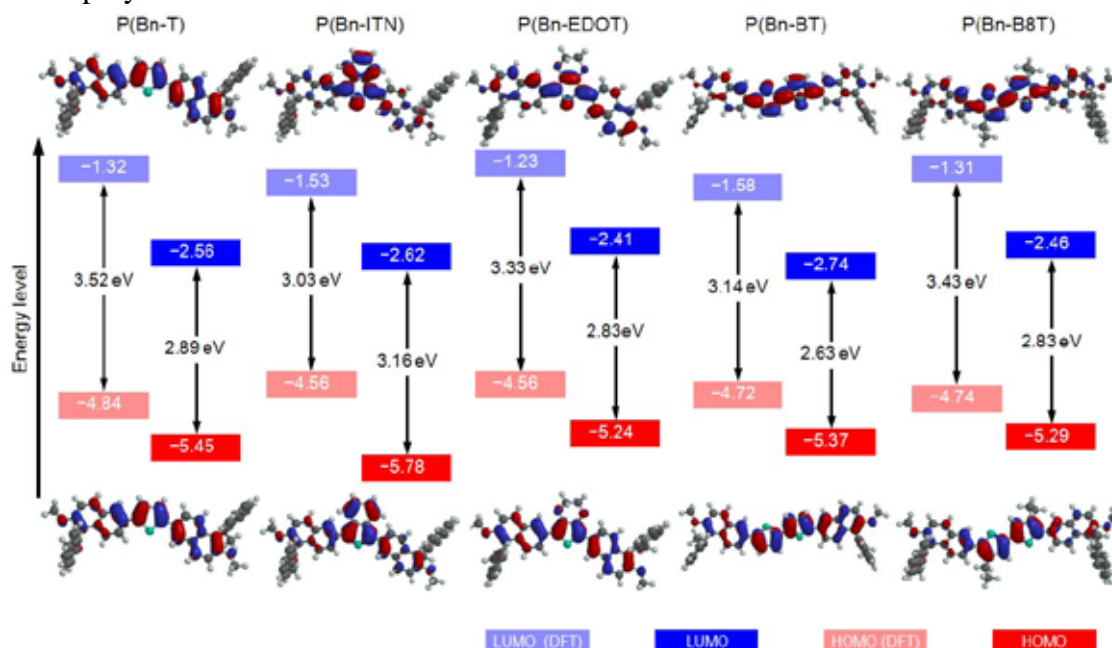 P(Bn-T) P(Bn-ITN) P(Bn-EDOT) P(Bn-BT) P(Bn-B8T)
Energy level
−1.32 −1.53 −1.23 −1.58 −1.31
−2.56 −2.62 −2.41 −2.74 −2.46
3.52 eV 3.03 eV 3.33 eV 3.14 eV 3.43 eV
2.89 eV 3.16 eV 2.83 eV 2.63 eV 2.83 eV
−4.84 −4.56 −4.56 −4.72 −4.74
−5.45 −5.78 −5.24 −5.37 −5.29
LUMO (DFT) LUMO HOMO (DFT) HOMO